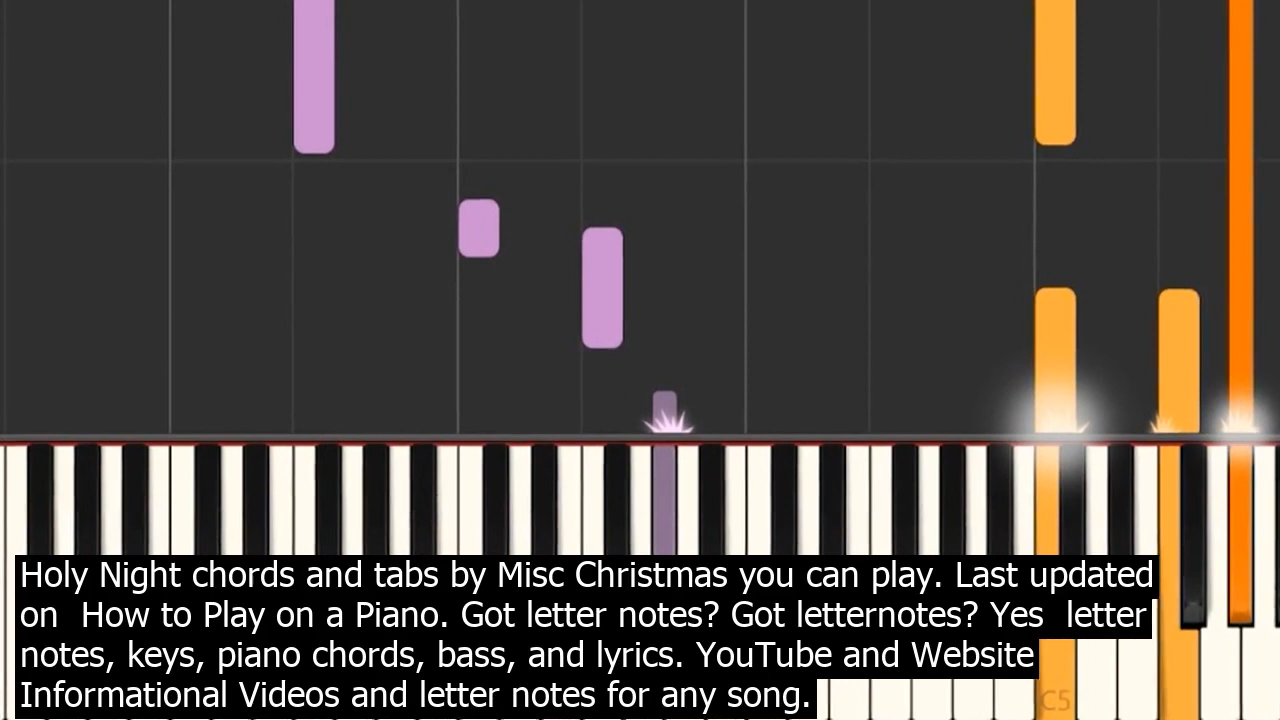 Holy Night chords and tabs by Misc Christmas you can play. Last updated
on  How to Play on a Piano. Got letter notes? Got letternotes? Yes  letter
notes, keys, piano chords, bass, and lyrics. YouTube and Website
Informational Videos and letter notes for any song.
C5